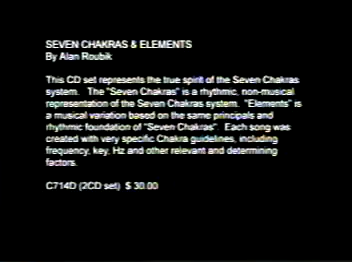 SEVEN CHAKRAS & ELEMENTS
By Alan Roubik
This CD set represents the true spirit of the Seven Chakras
system. The "Seven Chakras" is a rhythmic, non-musical
representation of the Seven Chakras system. "Elements" is
a musical variation based on the same principals and
rhythmic foundation of "Seven Chakras". Each song was
created with very specific Chakra guidelines, including
frequency, key, Hz and other relevant and determining
factors.
C714D (2CD set) $ 30.00